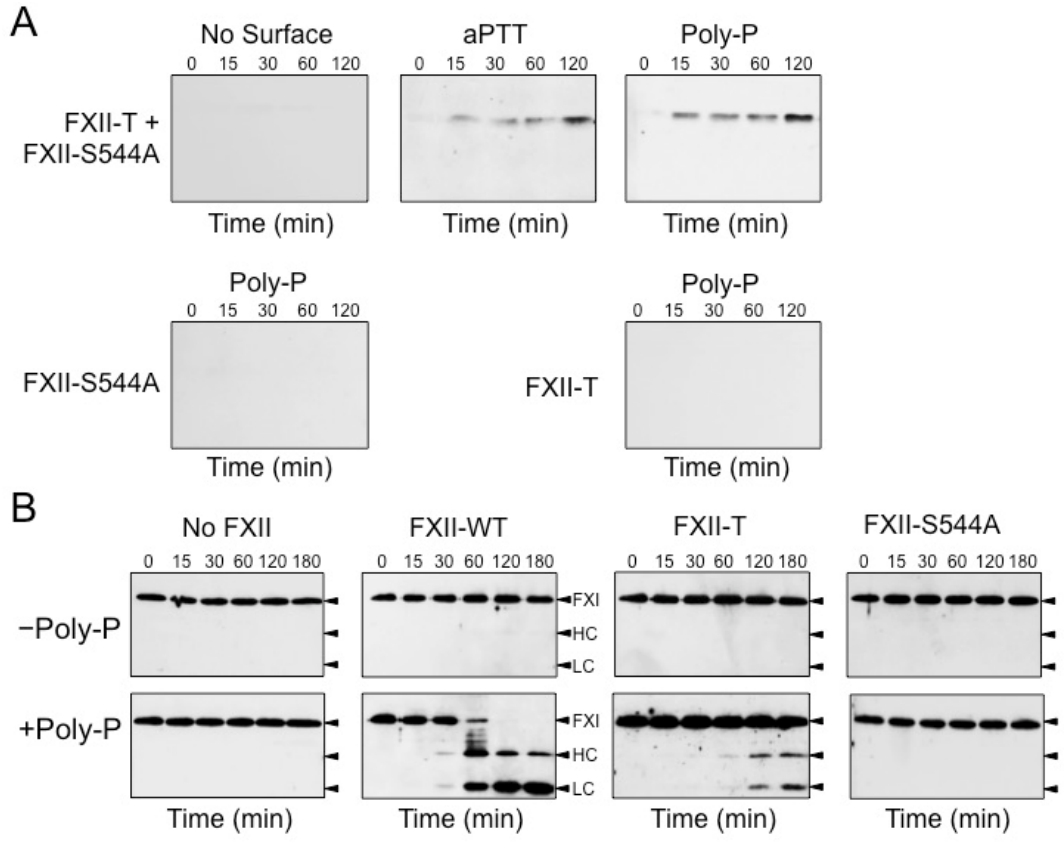 A
No Surface
aPTT
Poly-P
0 15 30 60 120
0 15 30 60 120
0 15 30 60 120
FXII-T +
FXII-S544A
Time (min)
Time (min)
Time (min)
Poly-P
Poly-P
0 15 30 60 120
0 15 30 60 120
FXII-S544A
FXII-T
Time (min)
Time (min)
B
No FXII
FXII-WT
FXII-T
FXII-S544A
0 15 30 60 120 180
0 15 30 60 120 180
0 15 30 60 120 180
0 15 30 60 120 180
−Poly-P
FXI
HC
LC
+Poly-P
FXI
HC
LC
Time (min)
Time (min)
Time (min)
Time (min)